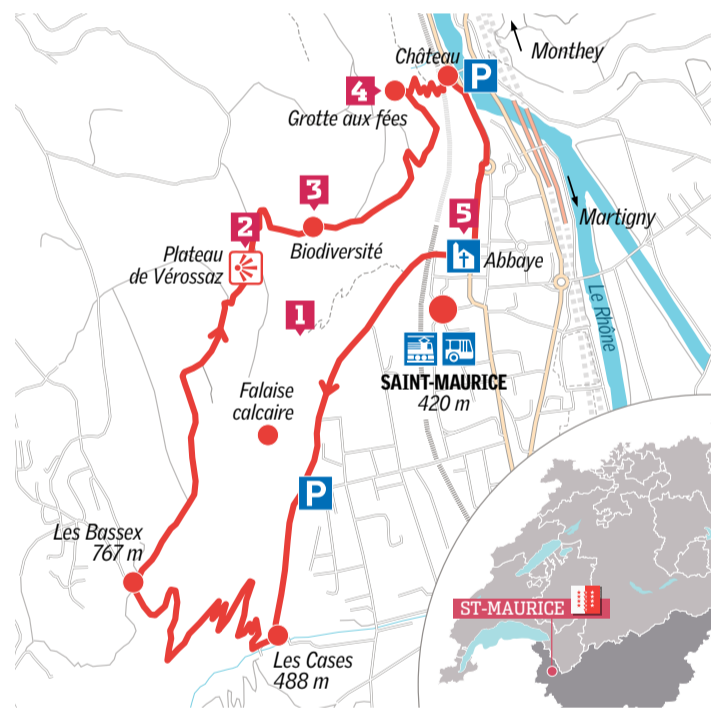 Château
P
Monthey
4
Grotte aux fées
3
5
2
Martigny
Biodiversité
Plateau
de Vérossaz
Abbaye
1
Le Rhône
SAINT-MAURICE
420 m
Falaise
calcaire
P
Les Bassex
767 m
ST-MAURICE
Les Cases
488 m